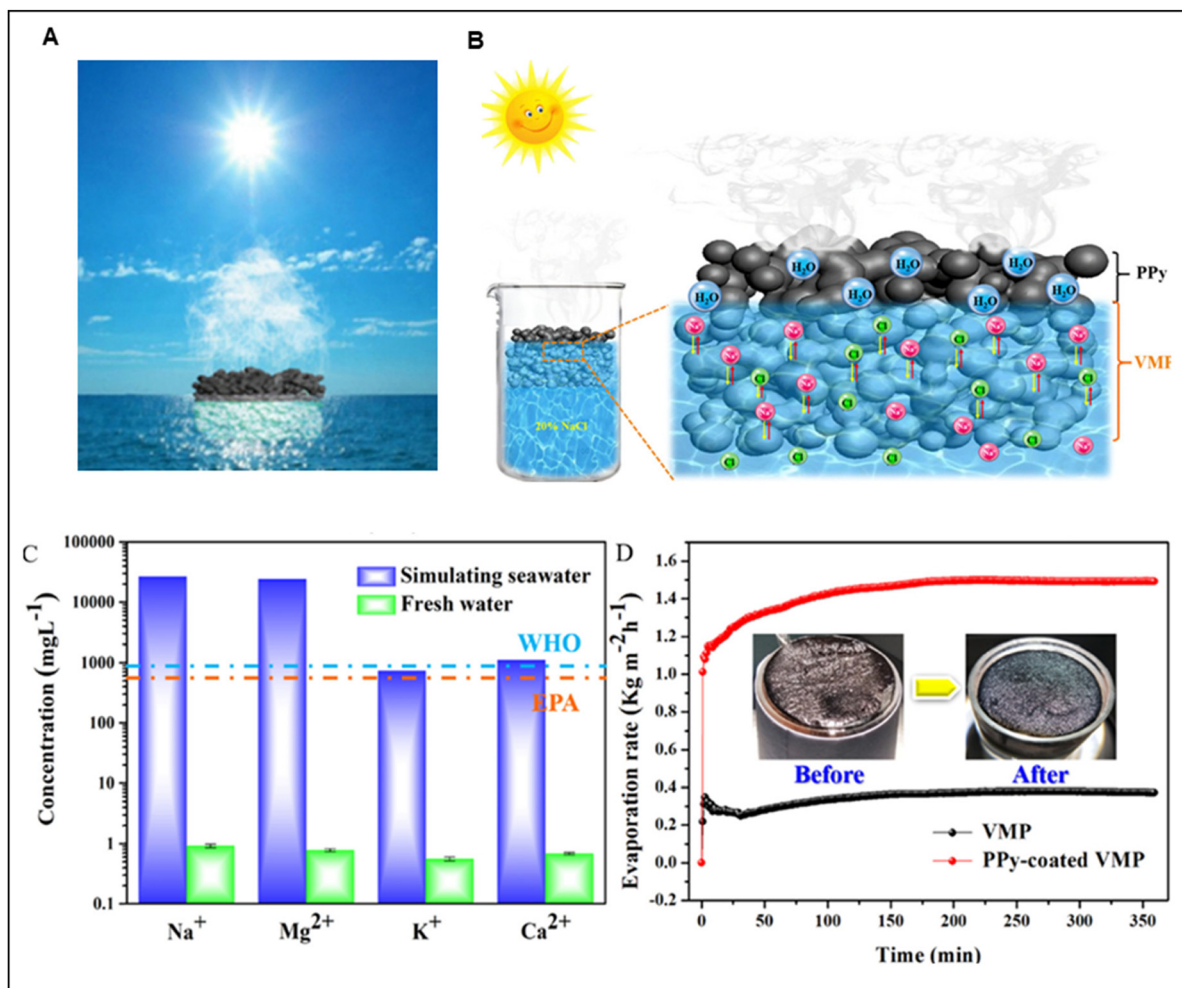 A
B
H₂O H₂O H₂O
H₂O H₂O H₂O
PPy
VMP
Na⁺
Cl⁻
20% NaCl
C
100000
10000
1000
100
10
1
0.1
Concentration (mgL⁻¹)
Simulating seawater
Fresh water
WHO
EPA
Na⁺ Mg²⁺ K⁺ Ca²⁺
D
1.6
1.4
1.2
1.0
0.8
0.6
0.4
0.2
0.0
-0.2
Evaporation rate (Kg m⁻²h⁻¹)
Before After
VMP
PPy-coated VMP
0 50 100 150 200 250 300 350
Time (min)